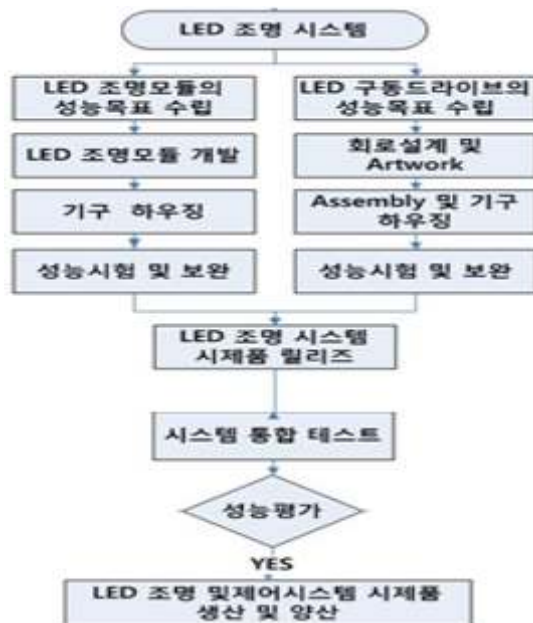 LED 조명 시스템
LED 조명모듈의
성능목표 수립
LED 조명모듈 개발
기구 하우징
성능시험 및 보완
LED 구동드라이브의
성능목표 수립
회로설계 및
Artwork
Assembly 및 기구
하우징
성능시험 및 보완
LED 조명 시스템
시제품 릴리즈
시스템 통합 테스트
성능평가
YES
LED 조명 및제어시스템 시제품
생산 및 양산